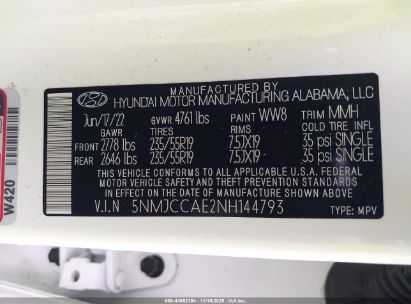 MANUFACTURED BY
HYUNDAI MOTOR MANUFACTURING ALABAMA, LLC
Jun/17/22 GVWR 4761 lbs PAINT WW8 TRIM MMH
GAWR TIRES RIMS COLD TIRE INFL
FRONT 2778 lbs 235/55R19 7.5JX19 35 psi SINGLE
REAR 2646 lbs 235/55R19 7.5JX19 35 psi SINGLE
THIS VEHICLE CONFORMS TO ALL APPLICABLE U.S.A. FEDERAL
MOTOR VEHICLE SAFETY, BUMPER, AND THEFT PREVENTION
STANDARDS IN EFFECT ON THE DATE OF MANUFACTURE
SHOWN ABOVE
V.I.N 5NMJCCAE2NH144793 TYPE: MPV
W420